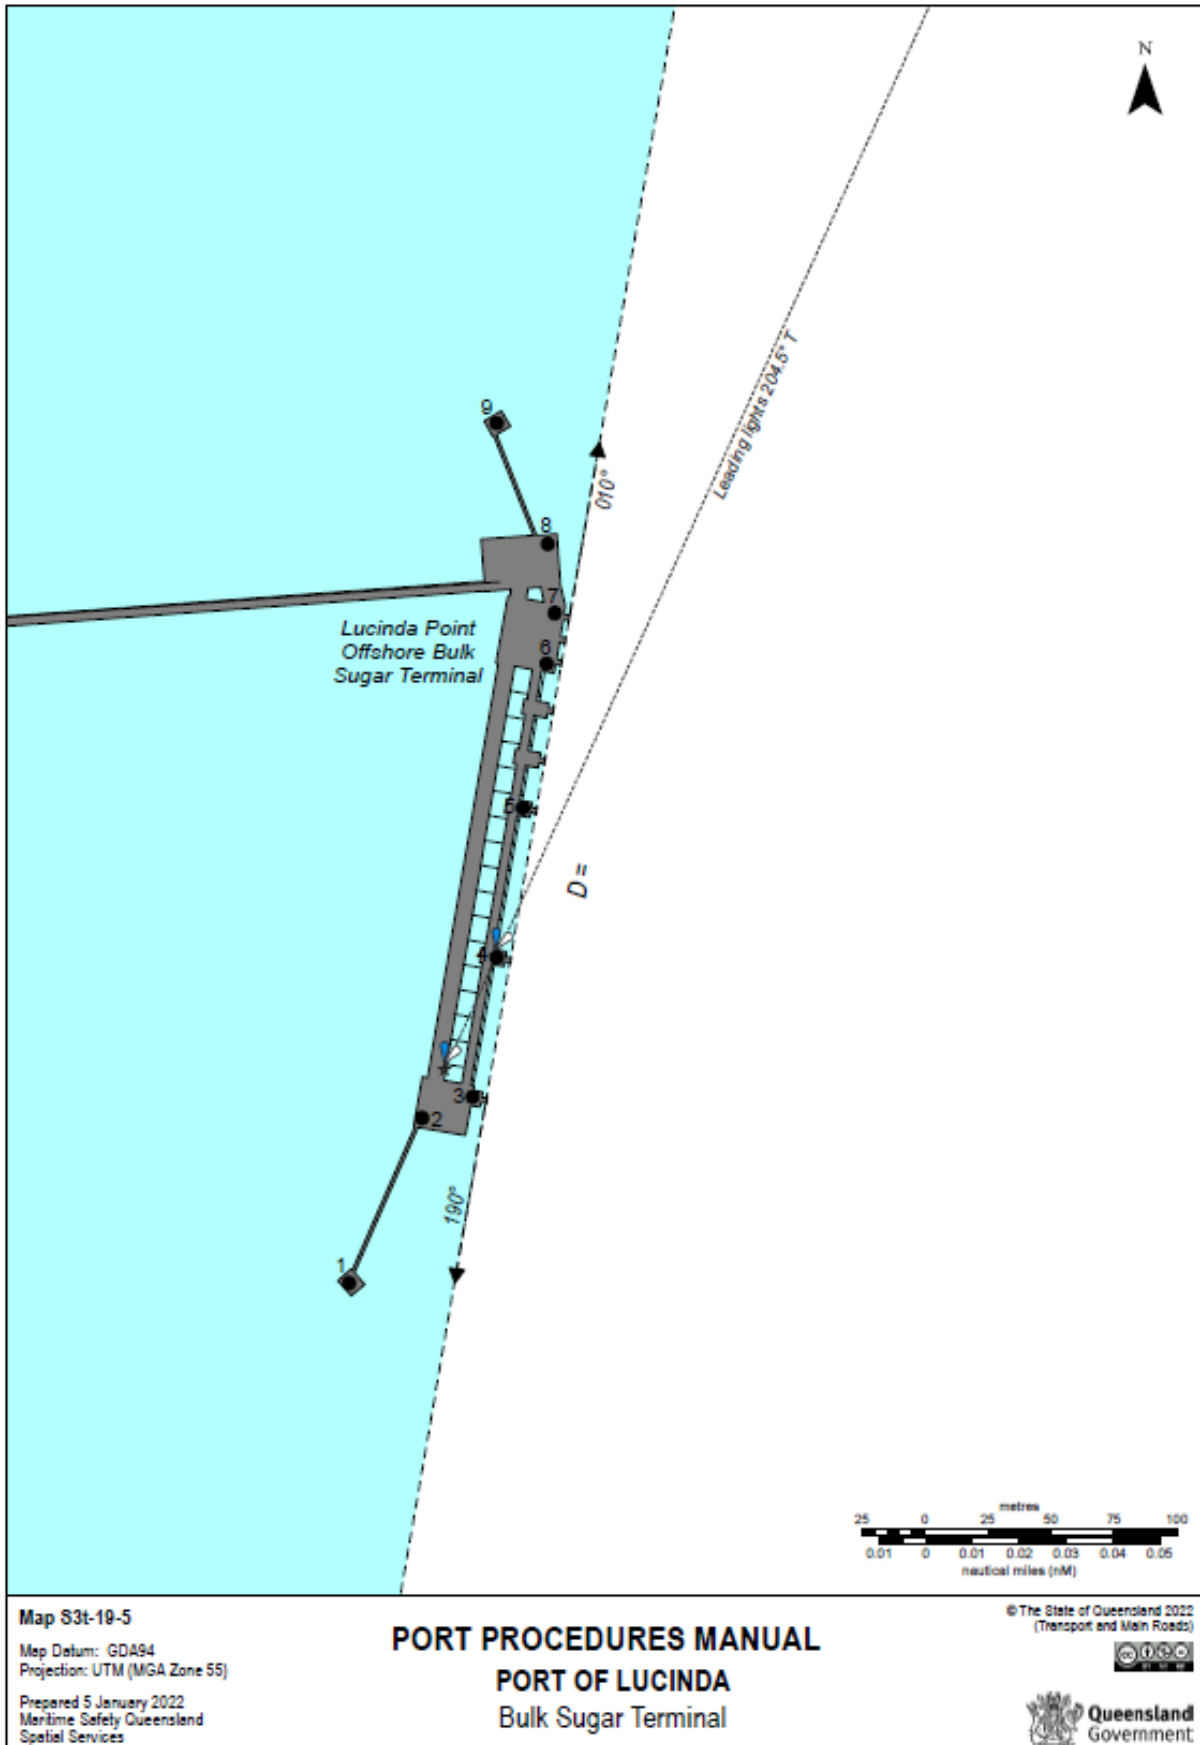 N
Leading lights 204.5° T
9
010°
8
7
Lucinda Point
Offshore Bulk
Sugar Terminal
6
5
D =
4
3
2
190°
1
metres
25 0 25 50 75 100
0.01 0 0.01 0.02 0.03 0.04 0.05
nautical miles (nM)
Map S3t-19-5
Map Datum: GDA94
Projection: UTM (MGA Zone 55)
Prepared 5 January 2022
Maritime Safety Queensland
Spatial Services
PORT PROCEDURES MANUAL
PORT OF LUCINDA
Bulk Sugar Terminal
© The State of Queensland 2022
(Transport and Main Roads)
Queensland
Government